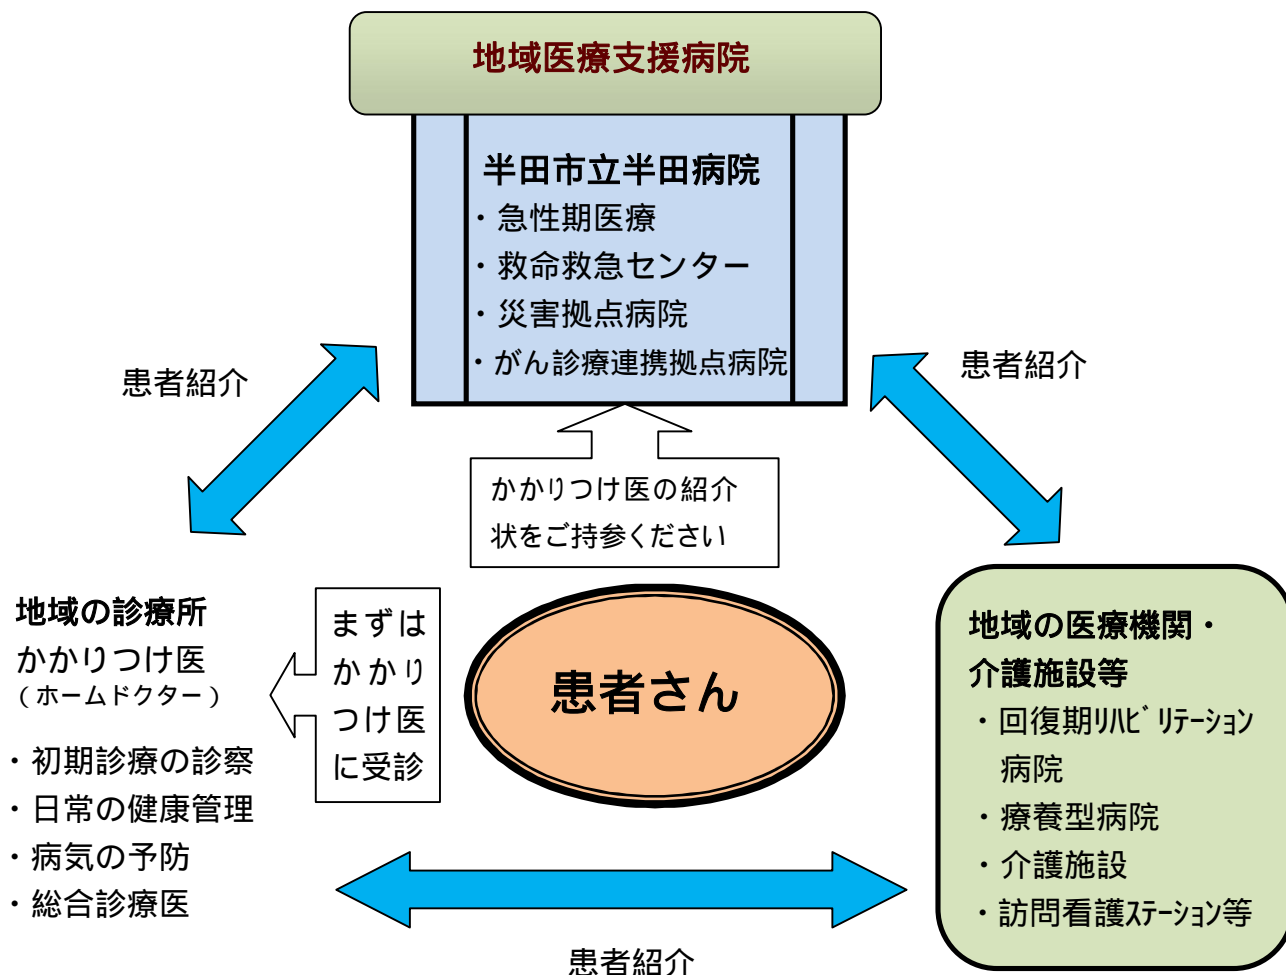 地域医療支援病院
半田市立半田病院
・急性期医療
・救命救急センター
・災害拠点病院
・がん診療連携拠点病院
患者紹介
患者紹介
かかりつけ医の紹介
状をご持参ください
地域の診療所
かかりつけ医
(ホームドクター)
・初期診療の診察
・日常の健康管理
・病気の予防
・総合診療医
まずは
かかり
つけ医
に受診
患者さん
地域の医療機関・
介護施設等
・回復期ﾘﾊﾋﾞﾘﾃｰｼｮﾝ
病院
・療養型病院
・介護施設
・訪問看護ｽﾃｰｼｮﾝ等
患者紹介